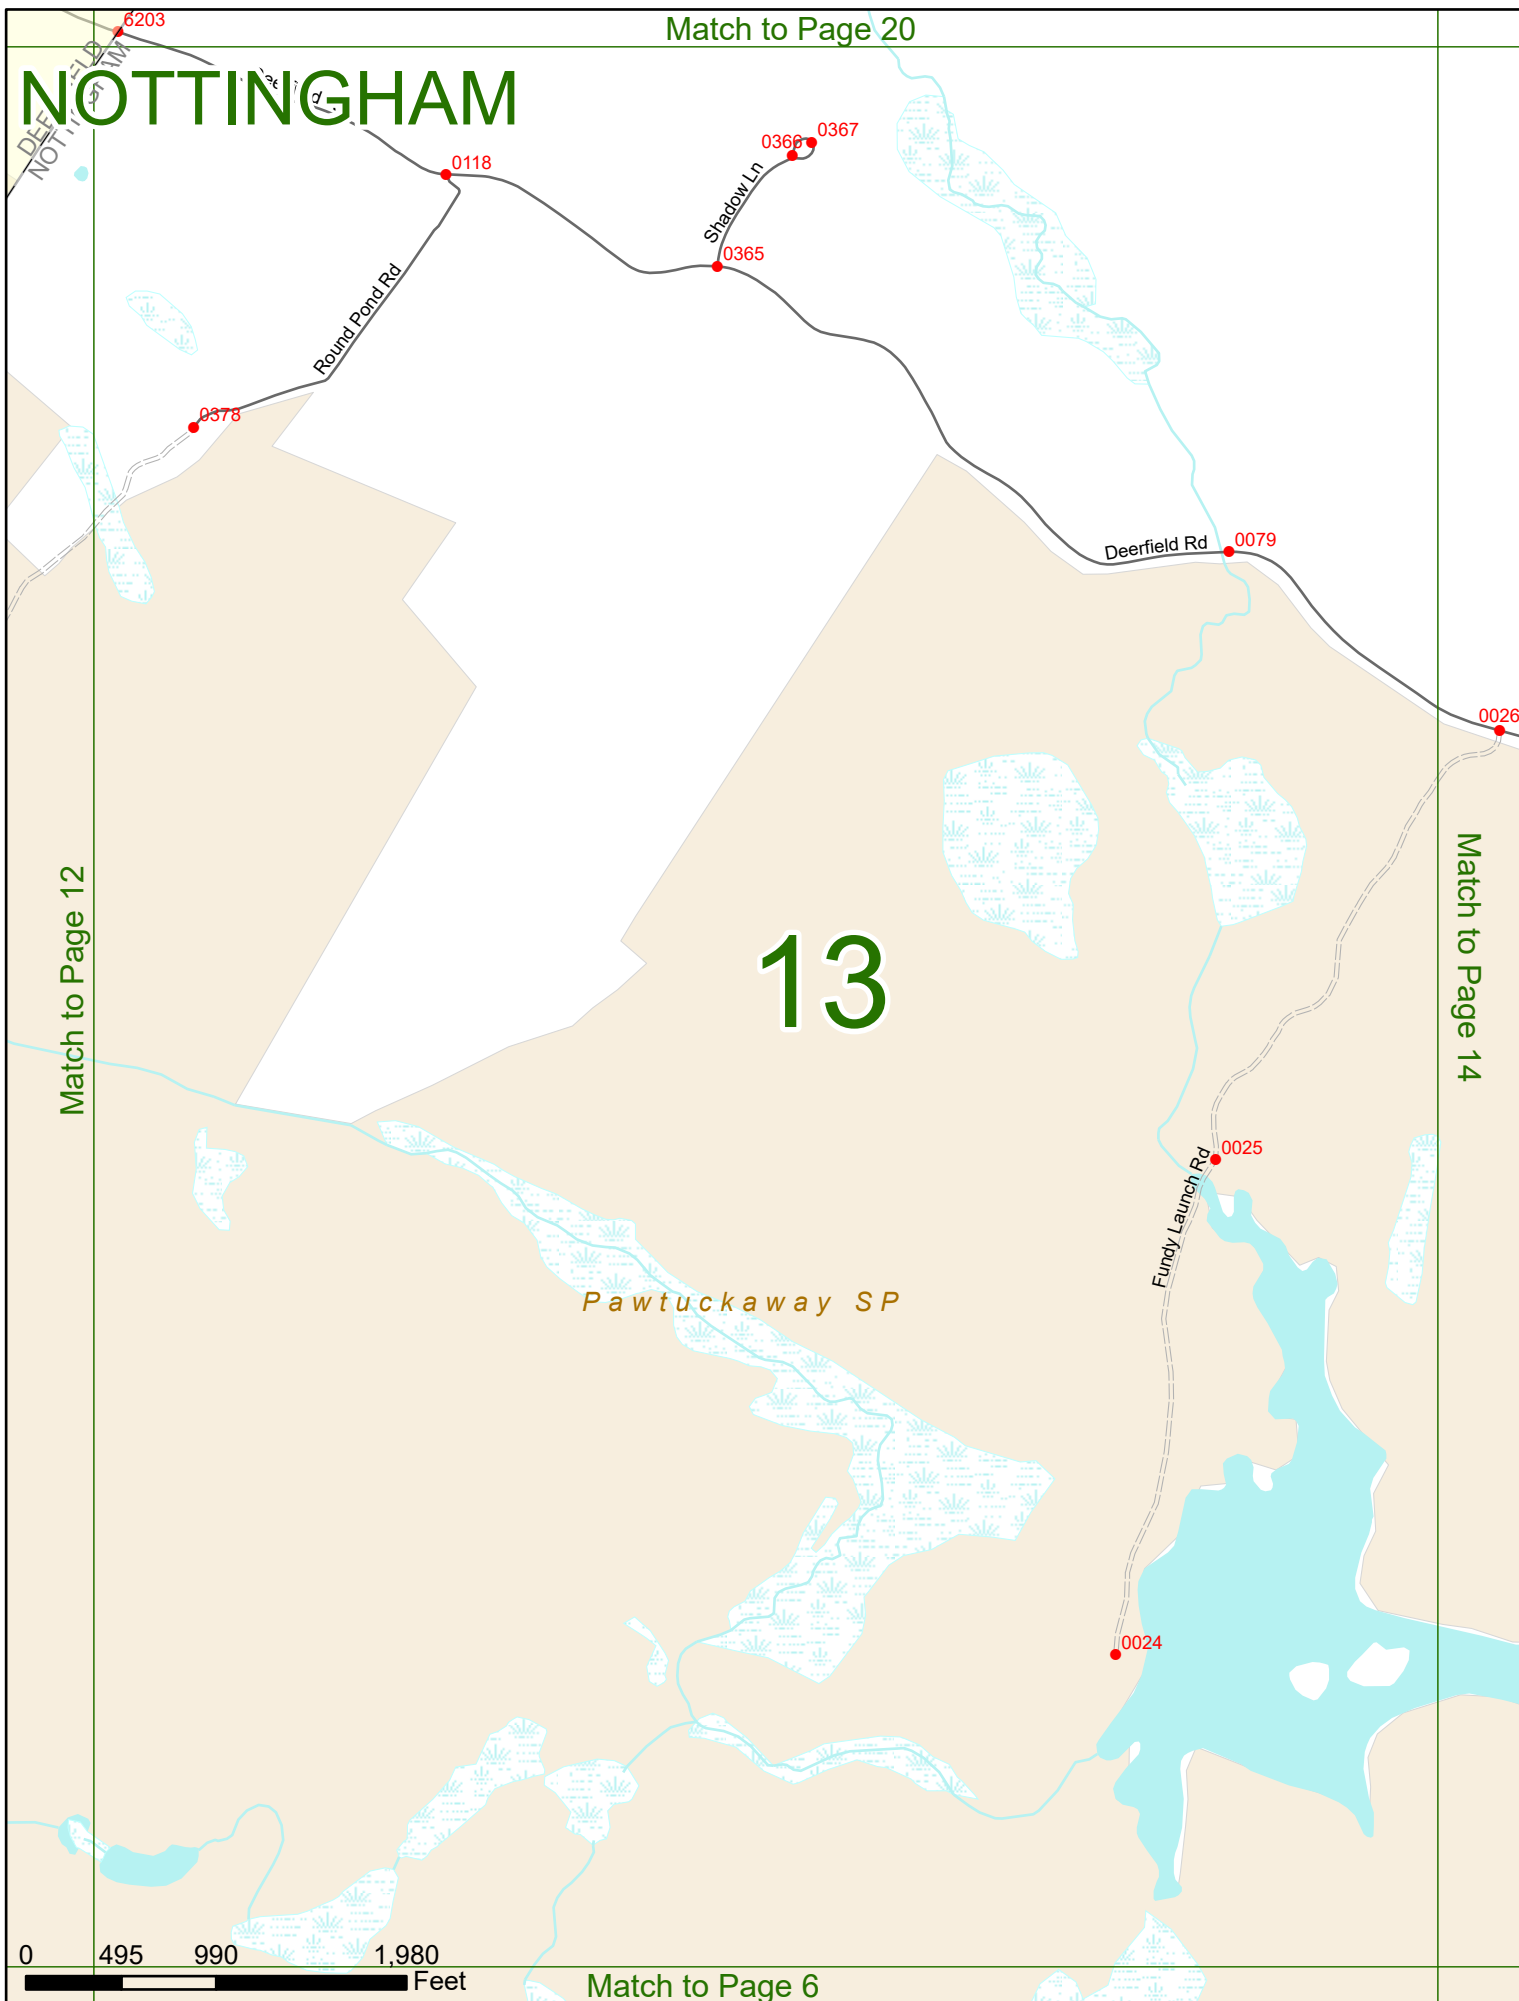 6203
Match to Page 20
NOTTINGHAM
0118
0366
0367
Shadow Ln
0365
Round Pond Rd
0378
Deerfield Rd
0079
0026
Match to Page 12
13
Match to Page 14
0025
Fundy Launch Rd
Pawtuckaway SP
0024
0 495 990 1,980
Feet
Match to Page 6